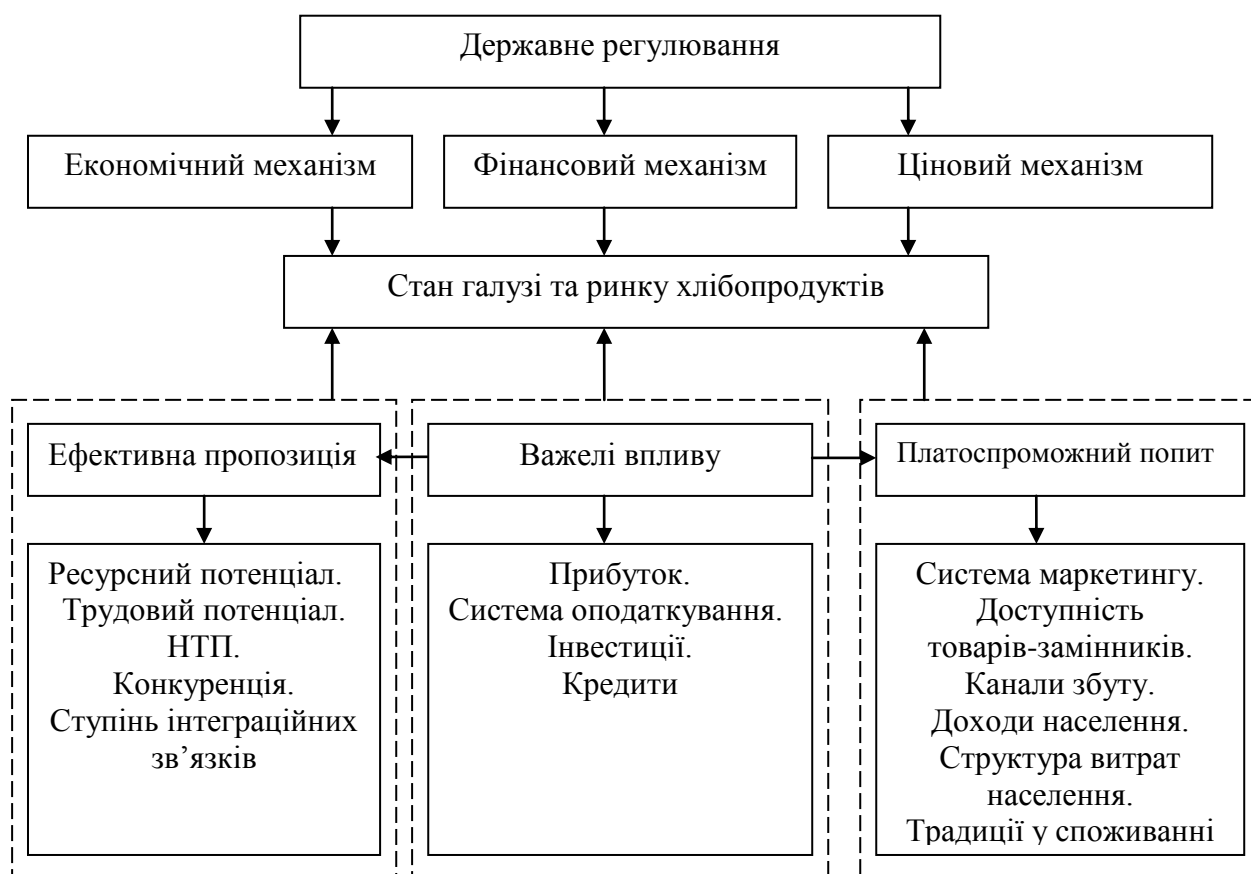 Державне регулювання
Економічний механізм
Фінансовий механізм
Ціновий механізм
Стан галузі та ринку хлібопродуктів
Ефективна пропозиція
Важелі впливу
Платоспроможний попит
Ресурсний потенціал.
Трудовий потенціал.
НТП.
Конкуренція.
Ступінь інтеграційних
зв’язків
Прибуток.
Система оподаткування.
Інвестиції.
Кредити
Система маркетингу.
Доступність
товарів-замінників.
Канали збуту.
Доходи населення.
Структура витрат
населення.
Традиції у споживанні